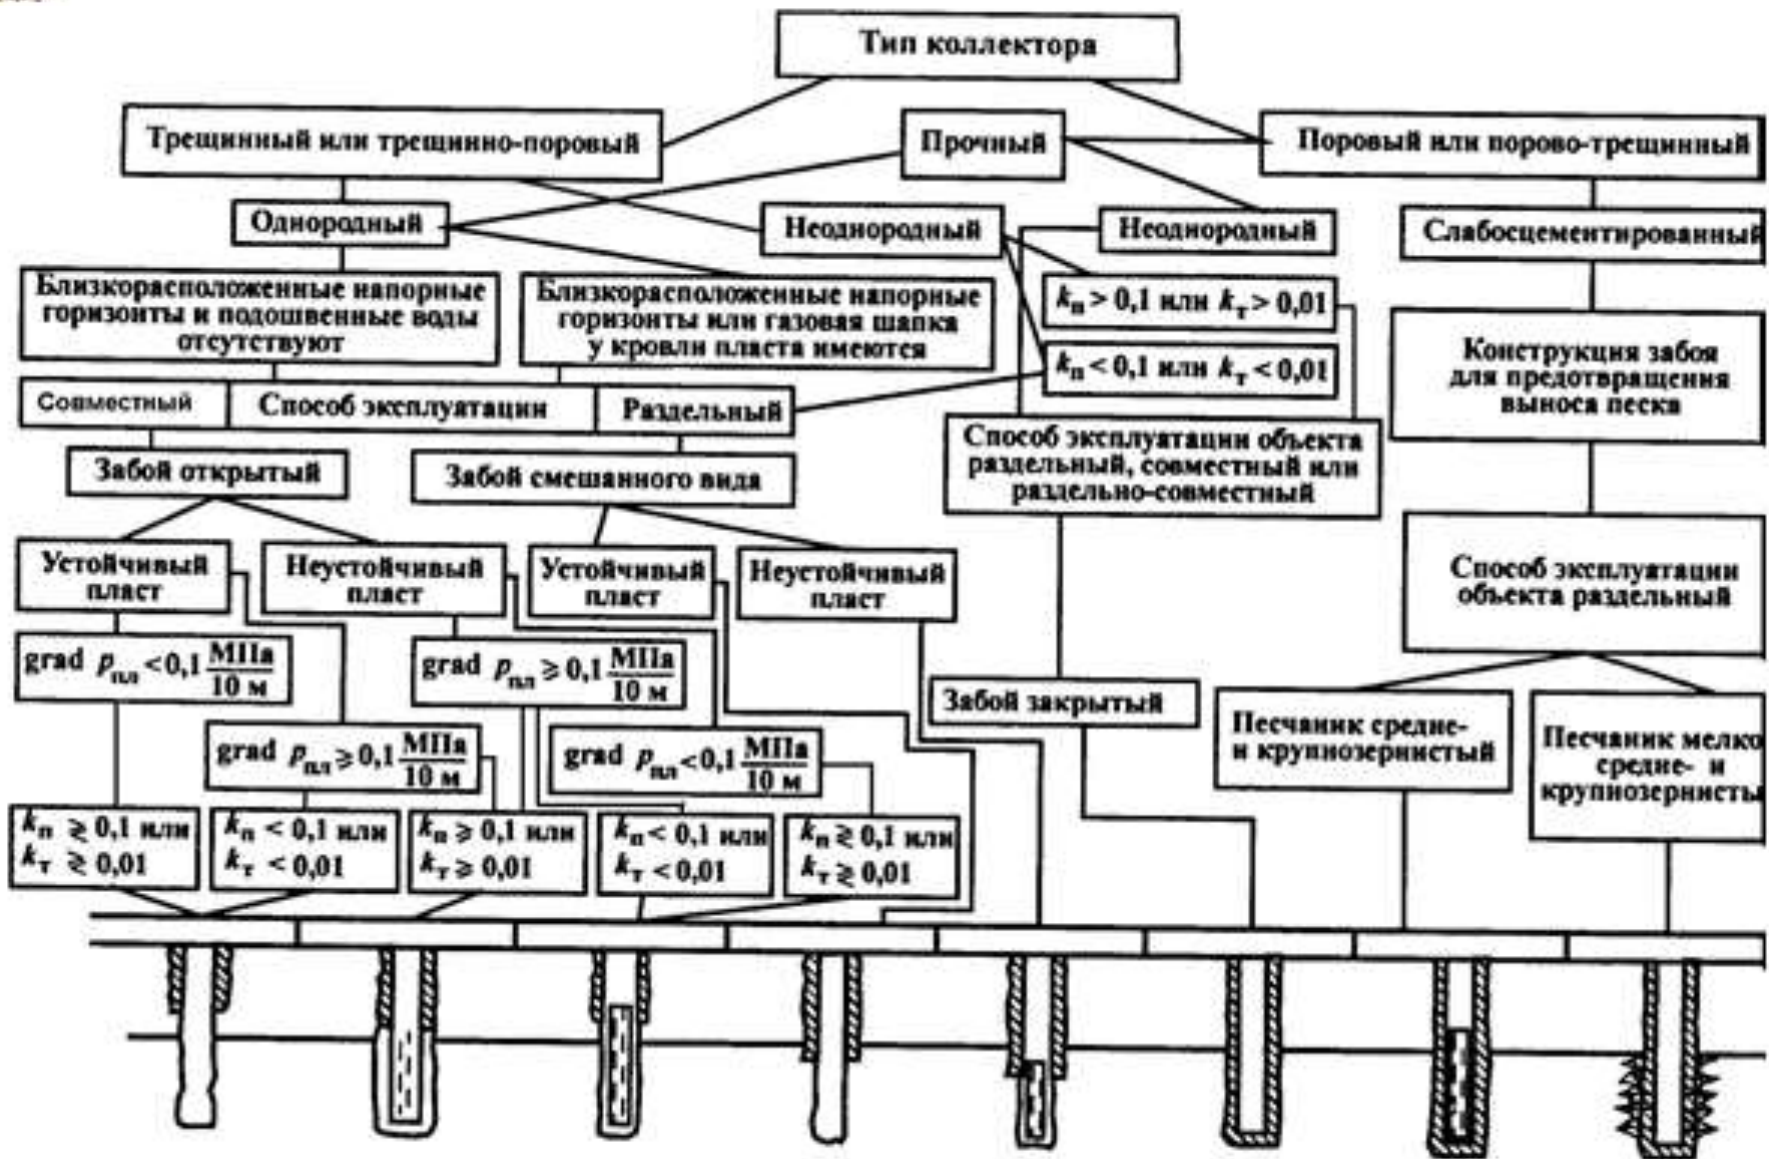 Тип коллектора
Трещинный или трещинно-поровый
Прочный
Поровый или порово-трещинный
Однородный
Неоднородный
Неоднородный
Слабосцементированный
Близкорасположенные напорные
горизонты и подошвенные воды
отсутствуют
Близкорасположенные напорные
горизонты или газовая шапка
у кровли пласта имеются
kп > 0,1 или kт > 0,01
kп < 0,1 или kт < 0,01
Конструкция забоя
для предотвращения
выноса песка
Совместный
Способ эксплуатации
Раздельный
Способ эксплуатации объекта
раздельный, совместный или
раздельно-совместный
Забой открытый
Забой смешанного вида
Устойчивый
пласт
Неустойчивый
пласт
Устойчивый
пласт
Неустойчивый
пласт
Способ эксплуатации
объекта раздельный
grad pпл < 0,1 МПа/10 м
grad pпл ⩾ 0,1 МПа/10 м
Забой закрытый
grad pпл ⩾ 0,1 МПа/10 м
grad pпл < 0,1 МПа/10 м
Песчаник средне-
и крупнозернистый
Песчаник мелко
средне- и
крупнозернисты
kп ≷ 0,1 или
kт ≷ 0,01
kп < 0,1 или
kт < 0,01
kп ⩾ 0,1 или
kт ⩾ 0,01
kп < 0,1 или
kт < 0,01
kп ≷ 0,1 или
kт ≷ 0,01